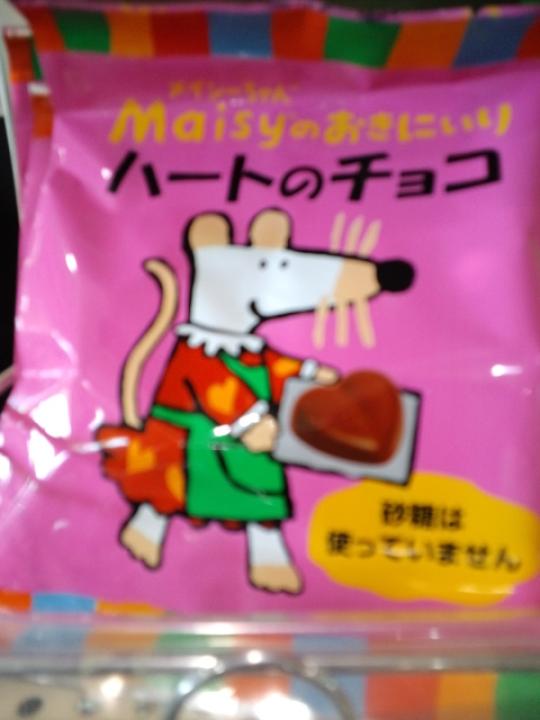 メイシーちゃん
Maisyのおきにいり
ハートのチョコ
砂糖は
使っていません